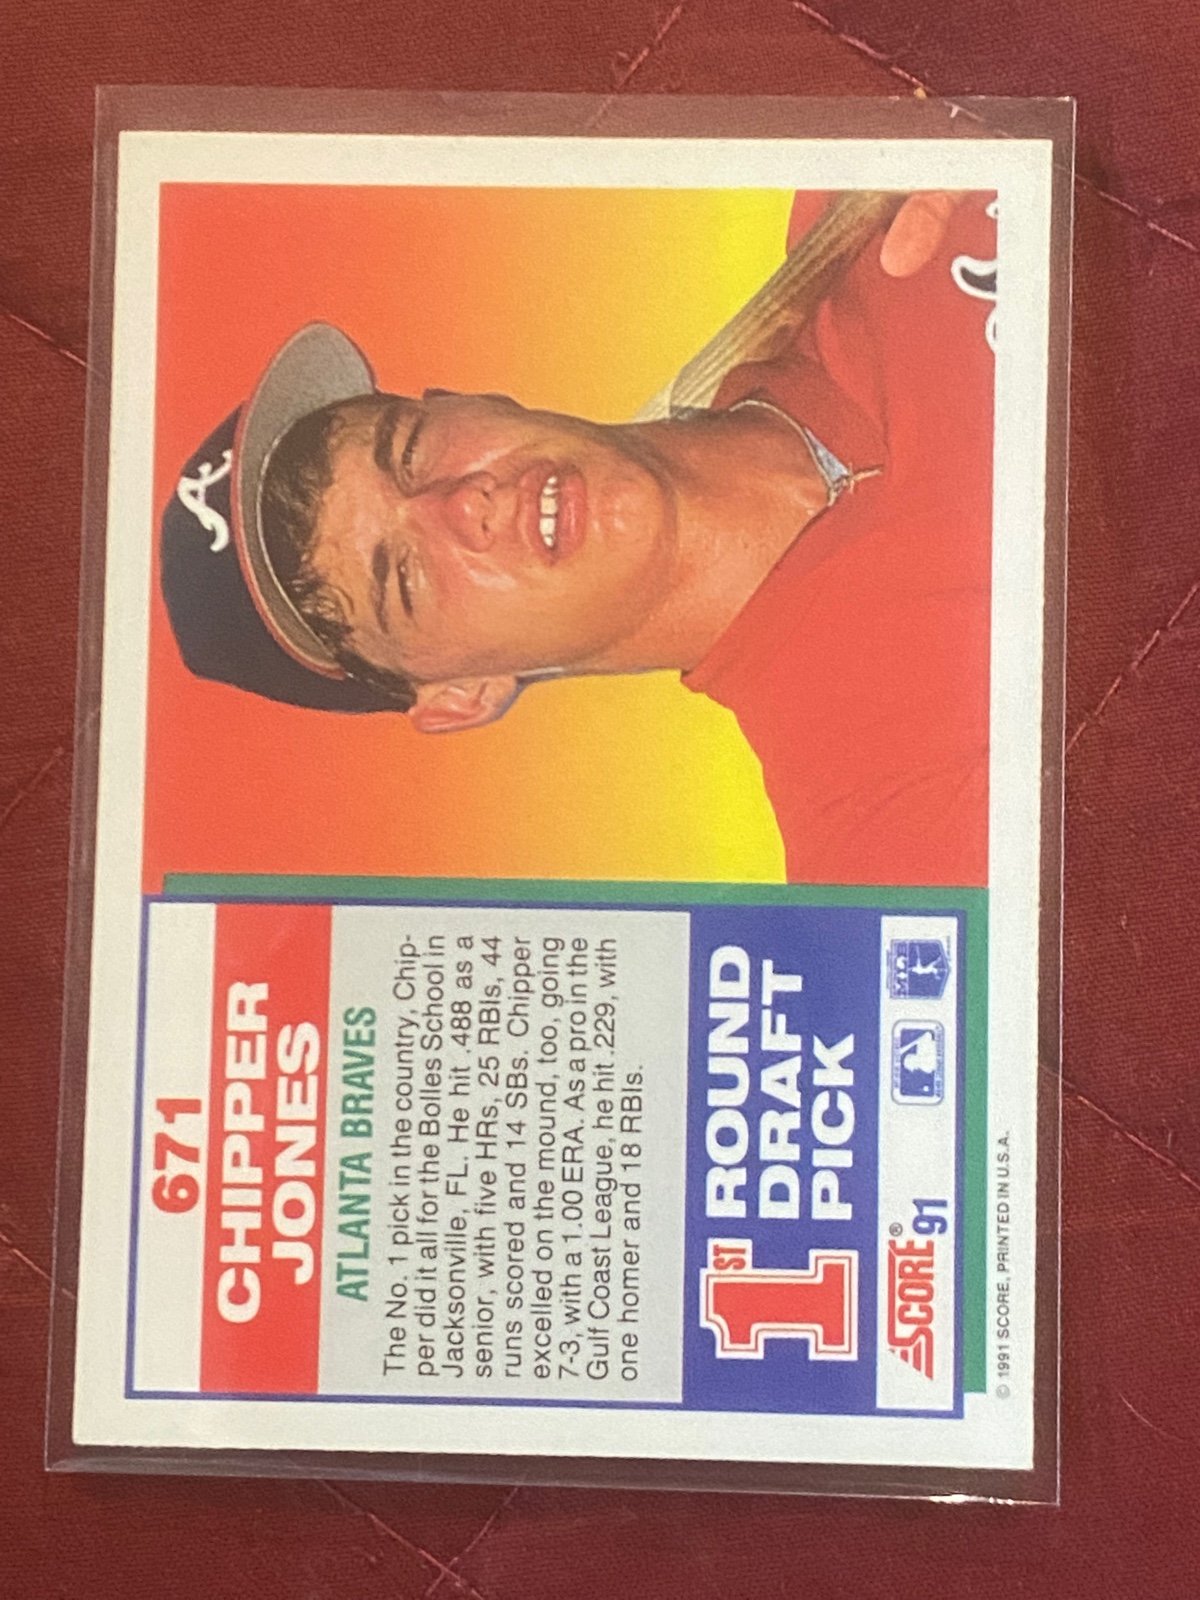 671
CHIPPER
JONES
ATLANTA BRAVES
The No. 1 pick in the country, Chip-
per did it all for the Bolles School in
Jacksonville, FL. He hit .488 as a
senior, with five HRs, 25 RBIs, 44
runs scored and 14 SBs. Chipper
excelled on the mound, too, going
7-3, with a 1.00 ERA. As a pro in the
Gulf Coast League, he hit .229, with
one homer and 18 RBIs.
1ST ROUND
DRAFT
PICK
SCORE® 91
© 1991 SCORE, PRINTED IN U.S.A.
A